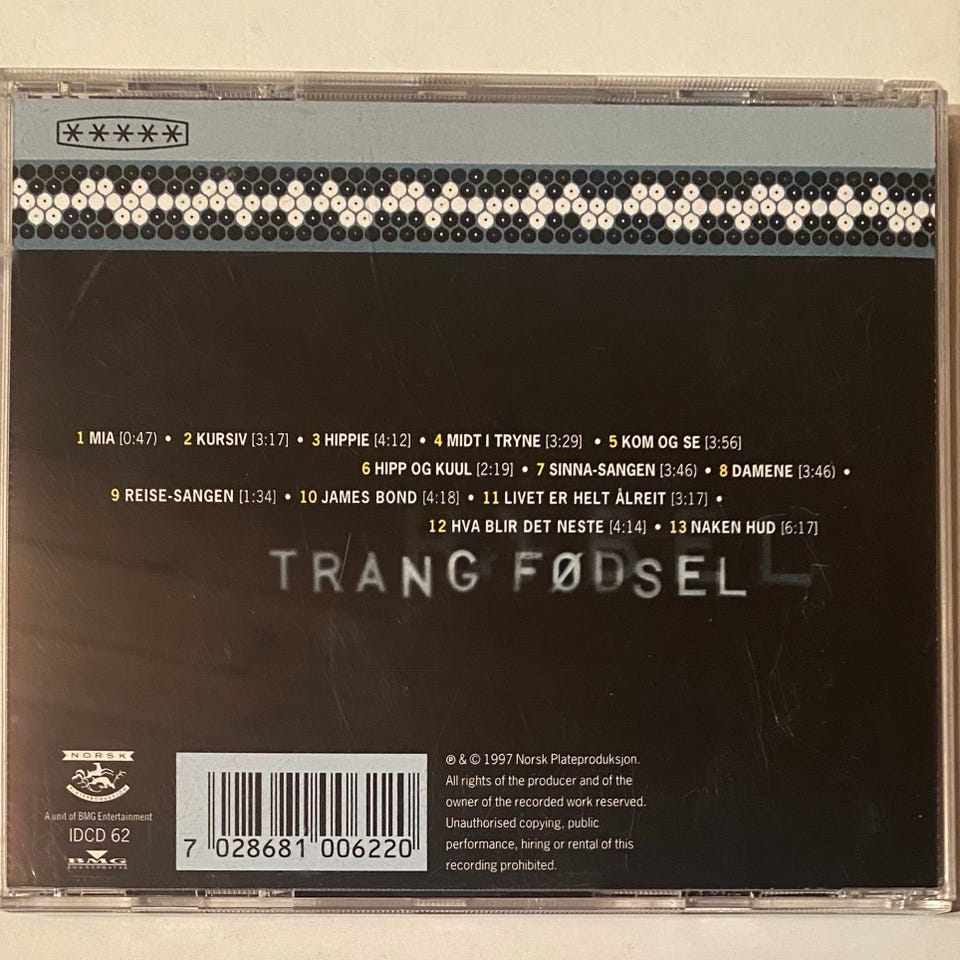 *****
1 MIA [0:47) • 2 KURSIV [3:17] • 3 HIPPIE [4:12] • 4 MIDT I TRYNE [3:29] • 5 KOM OG SE [3:56]
6 HIPP OG KUUL [2:19] • 7 SINNA-SANGEN [3:46) • 8 DAMENE [3:46) •
9 REISE-SANGEN [1:34] • 10 JAMES BOND [4:18] • 11 LIVET ER HELT ÅLREIT [3:17] •
12 HVA BLIR DET NESTE [4:14] • 13 NAKEN HUD [6:17]
TRANG FØDSEL
NORSK
PLATEPRODUKSJON
A unit of BMG Entertainment
IDCD 62
BMG
7 028681 006220
℗ & © 1997 Norsk Plateproduksjon.
All rights of the producer and of the
owner of the recorded work reserved.
Unauthorised copying, public
performance, hiring or rental of this
recording prohibited.